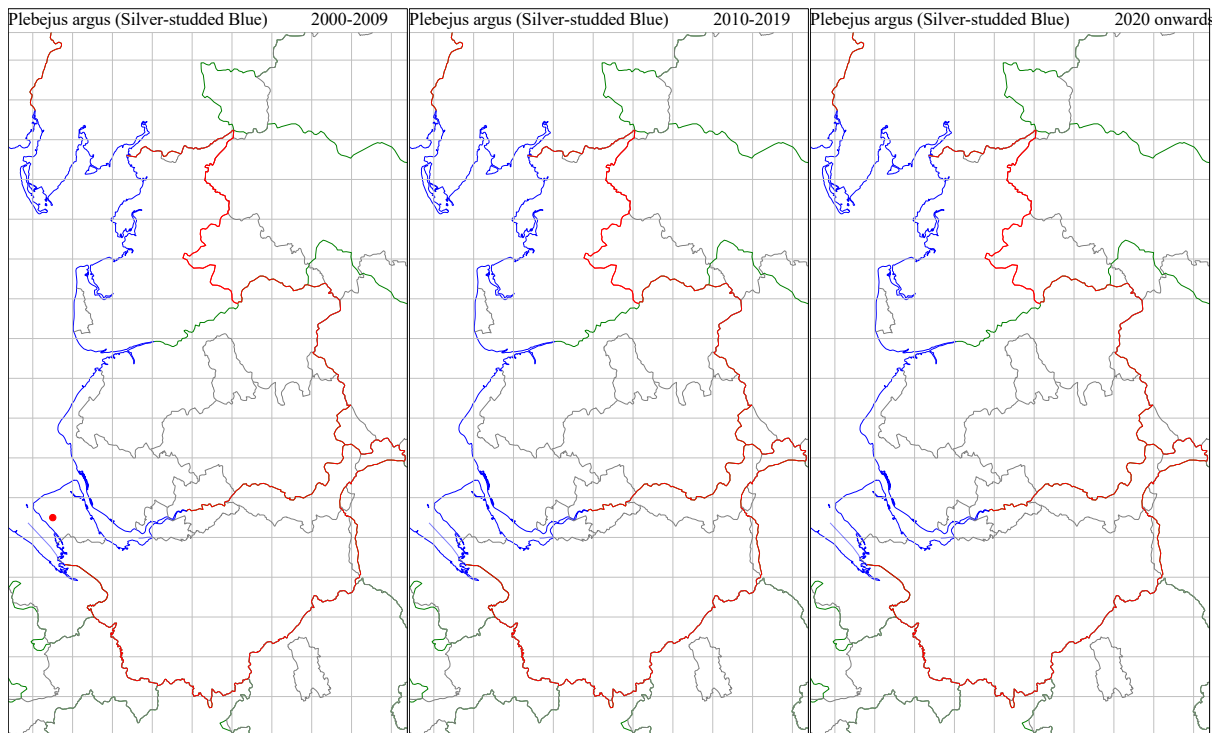 Plebejus argus (Silver-studded Blue) 2000-2009
Plebejus argus (Silver-studded Blue) 2010-2019
Plebejus argus (Silver-studded Blue) 2020 onwards